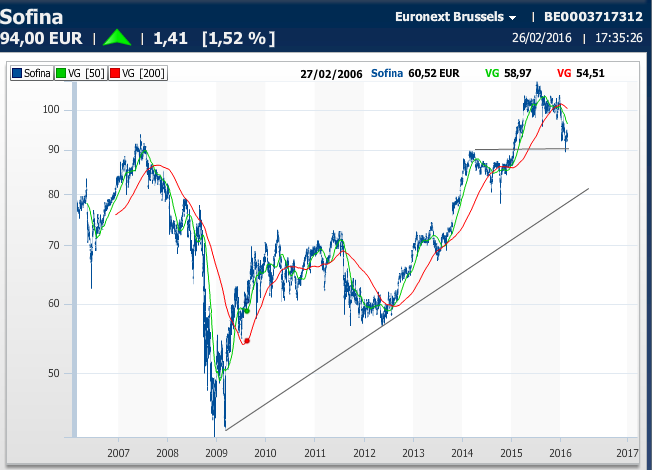 Sofina
Euronext Brussels | BE0003717312
94,00 EUR | | 1,41 [1,52 %] 26/02/2016 | 17:35:26
Sofina VG [50] VG [200] 27/02/2006 Sofina 60,52 EUR VG 58,97 VG 54,51
100
90
80
70
60
50
2007 2008 2009 2010 2011 2012 2013 2014 2015 2016 2017